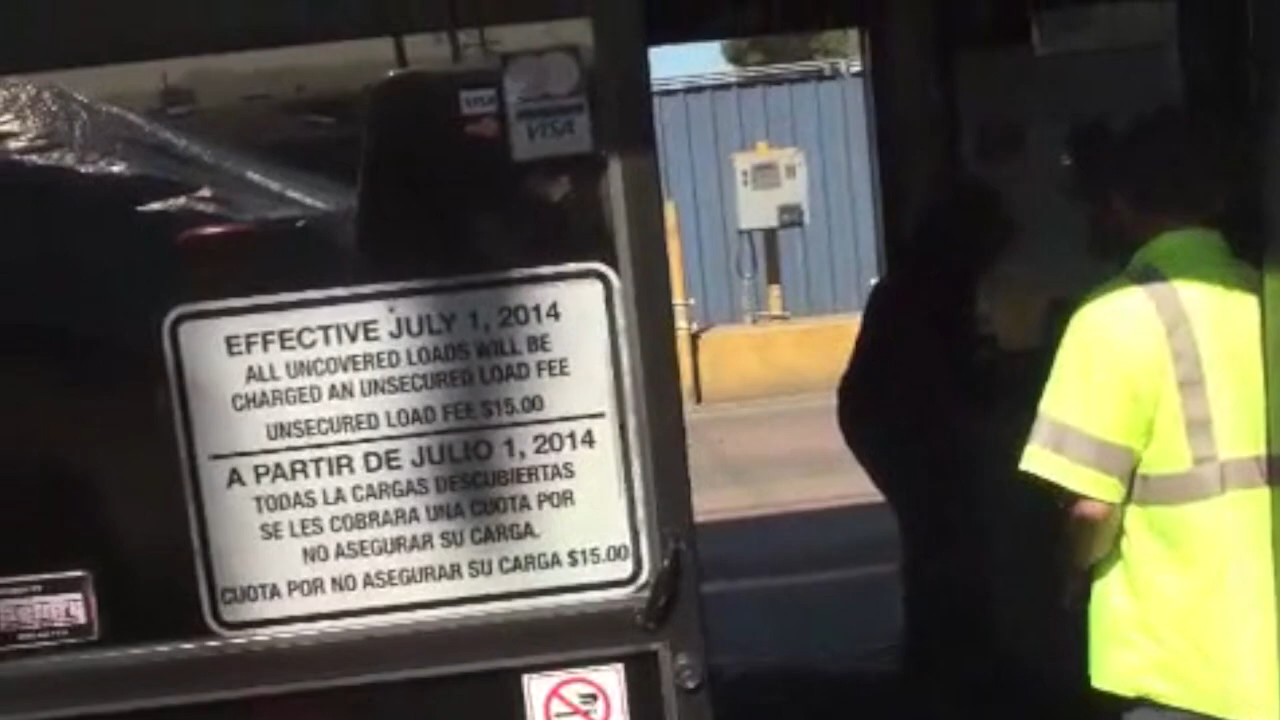 VISA
VISA
EFFECTIVE JULY 1, 2014
ALL UNCOVERED LOADS WILL BE
CHARGED AN UNSECURED LOAD FEE
UNSECURED LOAD FEE $15.00
A PARTIR DE JULIO 1, 2014
TODAS LA CARGAS DESCUBIERTAS
SE LES COBRARA UNA CUOTA POR
NO ASEGURAR SU CARGA.
CUOTA POR NO ASEGURAR SU CARGA $15.00